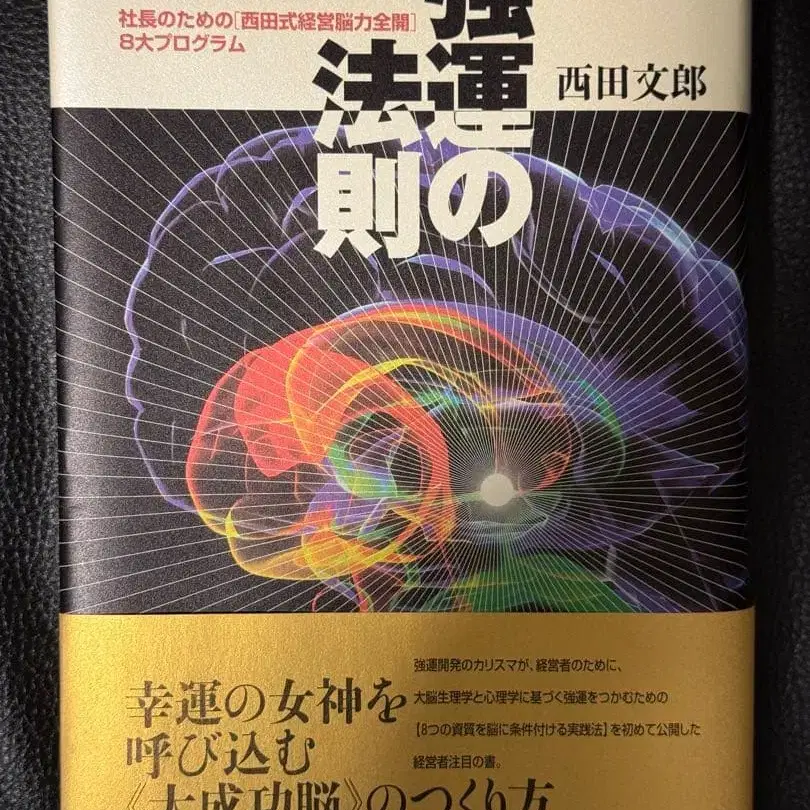 社長のための[西田式経営脳力全開]
8大プログラム
強運の
法則
西田文郎
幸運の女神を
呼び込む
《大成功脳》のつくり方
強運開発のカリスマが、経営者のために、
大脳生理学と心理学に基づく強運をつかむための
【8つの資質を脳に条件付ける実践法】を初めて公開した
経営者注目の書。